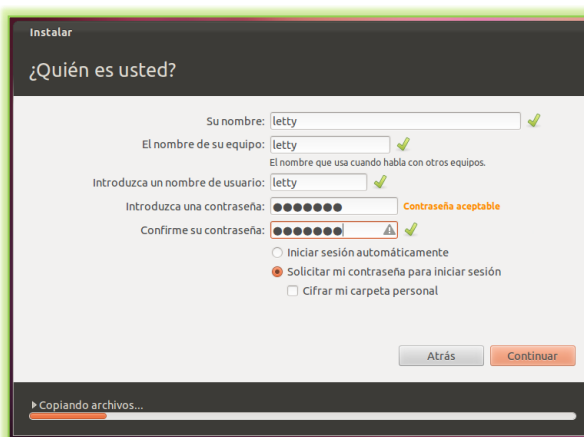 Instalar
¿Quién es usted?
Su nombre: letty
El nombre de su equipo: letty
El nombre que usa cuando habla con otros equipos.
Introduzca un nombre de usuario: letty
Introduzca una contraseña: ●●●●●●● Contraseña aceptable
Confirme su contraseña: ●●●●●●●
Iniciar sesión automáticamente
Solicitar mi contraseña para iniciar sesión
Cifrar mi carpeta personal
Atrás Continuar
Copiando archivos...